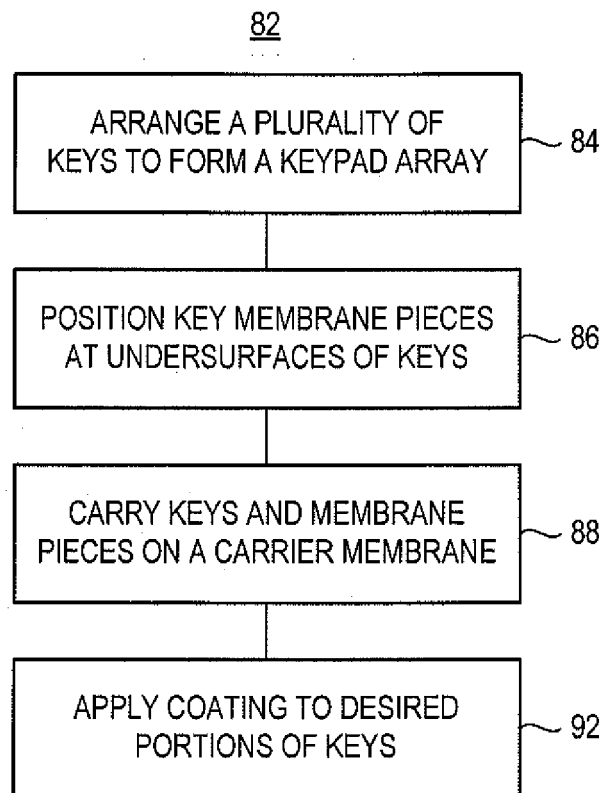 82
ARRANGE A PLURALITY OF
KEYS TO FORM A KEYPAD ARRAY
84
POSITION KEY MEMBRANE PIECES
AT UNDERSURFACES OF KEYS
86
CARRY KEYS AND MEMBRANE
PIECES ON A CARRIER MEMBRANE
88
APPLY COATING TO DESIRED
PORTIONS OF KEYS
92